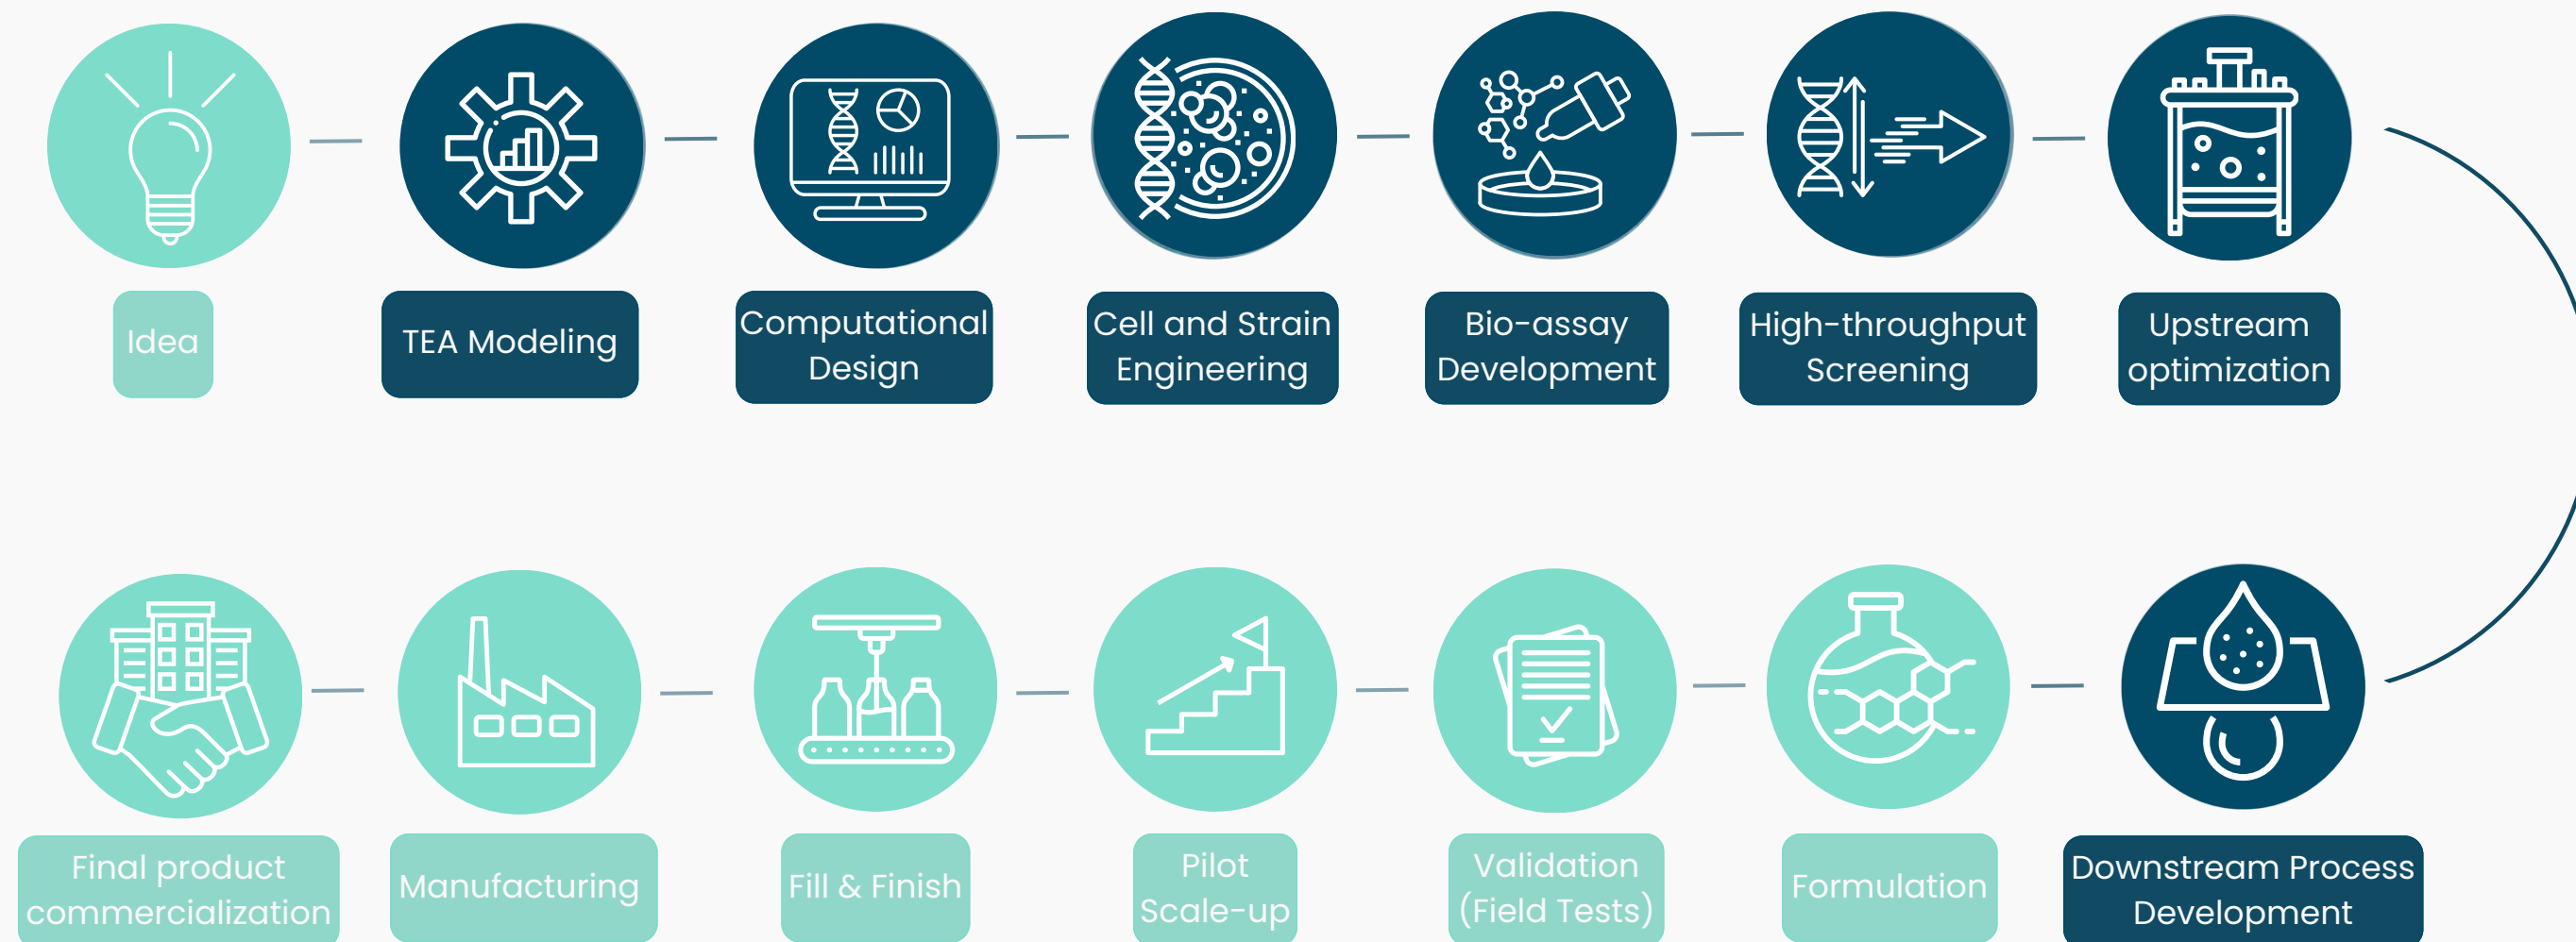 Idea
TEA Modeling
Computational
Design
Cell and Strain
Engineering
Bio-assay
Development
High-throughput
Screening
Upstream
optimization
Final product
commercialization
Manufacturing
Fill & Finish
Pilot
Scale-up
Validation
(Field Tests)
Formulation
Downstream Process
Development